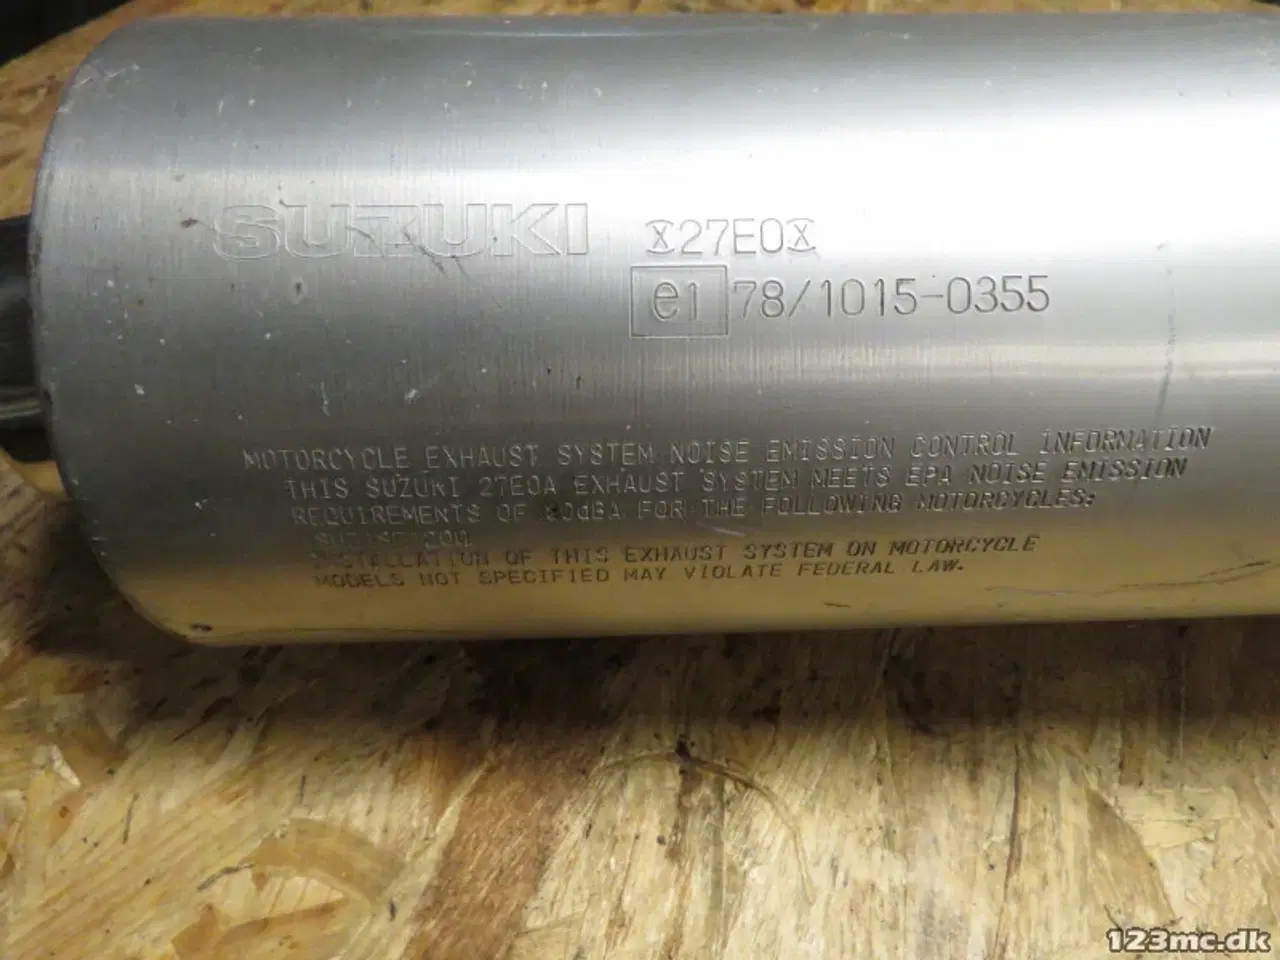 SUZUKI 27E0
e1 78/1015-0355
MOTORCYCLE EXHAUST SYSTEM NOISE EMISSION CONTROL INFORMATION
THIS SUZUKI 27E0A EXHAUST SYSTEM MEETS EPA NOISE EMISSION
REQUIREMENTS OF 80dBA FOR THE FOLLOWING MOTORCYCLES:
INSTALLATION OF THIS EXHAUST SYSTEM ON MOTORCYCLE
MODELS NOT SPECIFIED MAY VIOLATE FEDERAL LAW.
123mc.dk